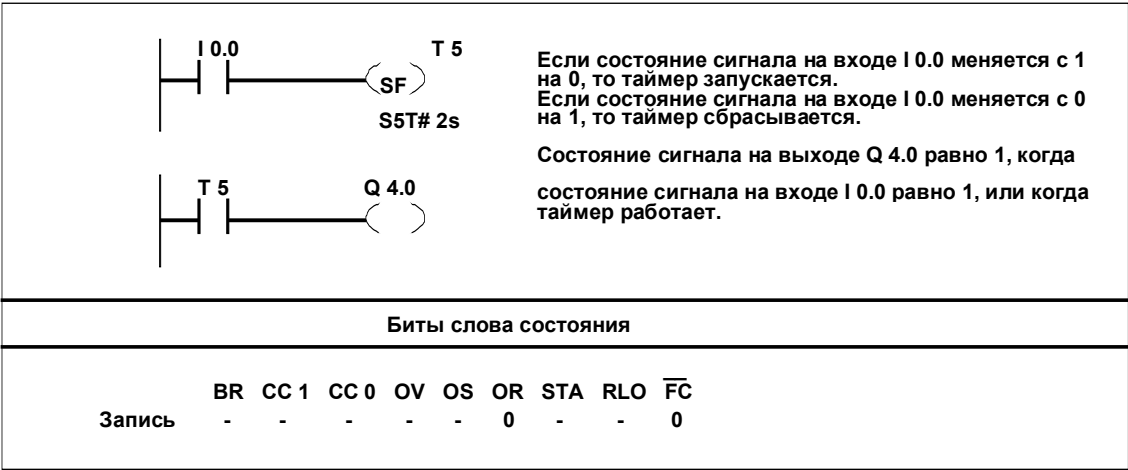 I 0.0
T 5
SF
S5T# 2s
Если состояние сигнала на входе I 0.0 меняется с 1
на 0, то таймер запускается.
Если состояние сигнала на входе I 0.0 меняется с 0
на 1, то таймер сбрасывается.
Состояние сигнала на выходе Q 4.0 равно 1, когда
состояние сигнала на входе I 0.0 равно 1, или когда
таймер работает.
T 5
Q 4.0
Биты слова состояния
BR CC 1 CC 0 OV OS OR STA RLO F̅C̅
Запись - - - - - 0 - - 0